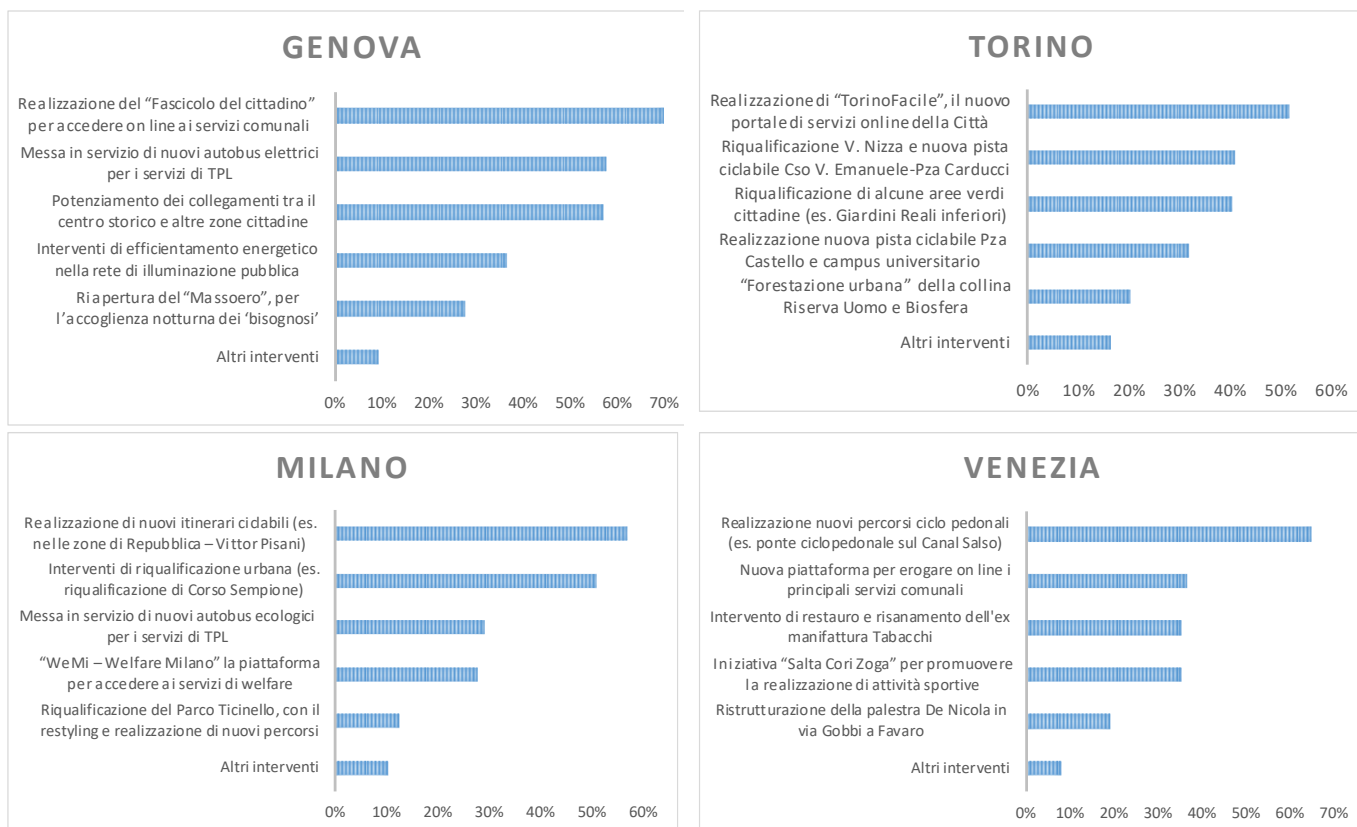 GENOVA
Realizzazione del “Fascicolo del cittadino”
per accedere on line ai servizi comunali
Messa in servizio di nuovi autobus elettrici
per i servizi di TPL
Potenziamento dei collegamenti tra il
centro storico e altre zone cittadine
Interventi di efficientamento energetico
nella rete di illuminazione pubblica
Riapertura del “Massoero”, per
l’accoglienza notturna dei ‘bisognosi’
Altri interventi
0% 10% 20% 30% 40% 50% 60% 70%
TORINO
Realizzazione di “TorinoFacile”, il nuovo
portale di servizi online della Città
Riqualificazione V. Nizza e nuova pista
ciclabile Cso V. Emanuele-Pza Carducci
Riqualificazione di alcune aree verdi
cittadine (es. Giardini Reali inferiori)
Realizzazione nuova pista ciclabile Pza
Castello e campus universitario
“Forestazione urbana” della collina
Riserva Uomo e Biosfera
Altri interventi
0% 10% 20% 30% 40% 50% 60%
MILANO
Realizzazione di nuovi itinerari ciclabili (es.
nelle zone di Repubblica – Vittor Pisani)
Interventi di riqualificazione urbana (es.
riqualificazione di Corso Sempione)
Messa in servizio di nuovi autobus ecologici
per i servizi di TPL
“WeMi – Welfare Milano” la piattaforma
per accedere ai servizi di welfare
Riqualificazione del Parco Ticinello, con il
restyling e realizzazione di nuovi percorsi
Altri interventi
0% 10% 20% 30% 40% 50% 60%
VENEZIA
Realizzazione nuovi percorsi ciclo pedonali
(es. ponte ciclopedonale sul Canal Salso)
Nuova piattaforma per erogare on line i
principali servizi comunali
Intervento di restauro e risanamento dell'ex
manifattura Tabacchi
Iniziativa “Salta Cori Zoga” per promuovere
la realizzazione di attività sportive
Ristrutturazione della palestra De Nicola in
via Gobbi a Favaro
Altri interventi
0% 10% 20% 30% 40% 50% 60% 70%